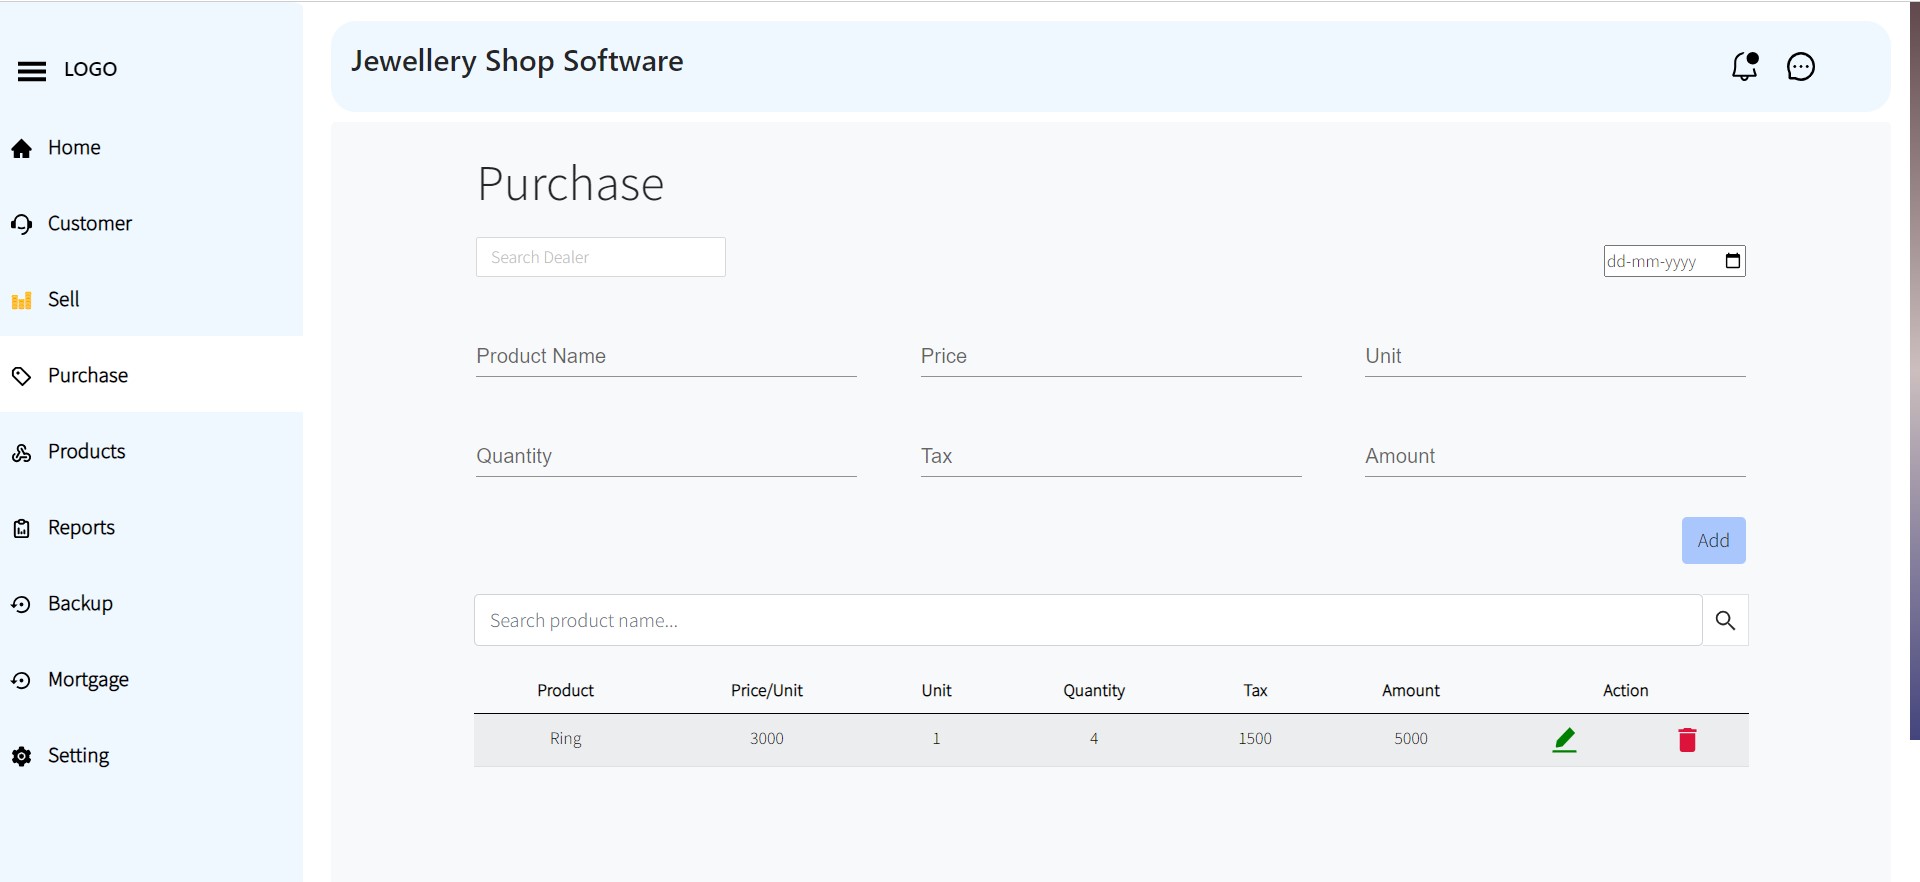 LOGO
Home
Customer
Sell
Purchase
Products
Reports
Backup
Mortgage
Setting
Jewellery Shop Software
Purchase
Search Dealer
dd-mm-yyyy
Product Name Price Unit
Quantity Tax Amount
Add
Search product name...
Product Price/Unit Unit Quantity Tax Amount Action
Ring 3000 1 4 1500 5000